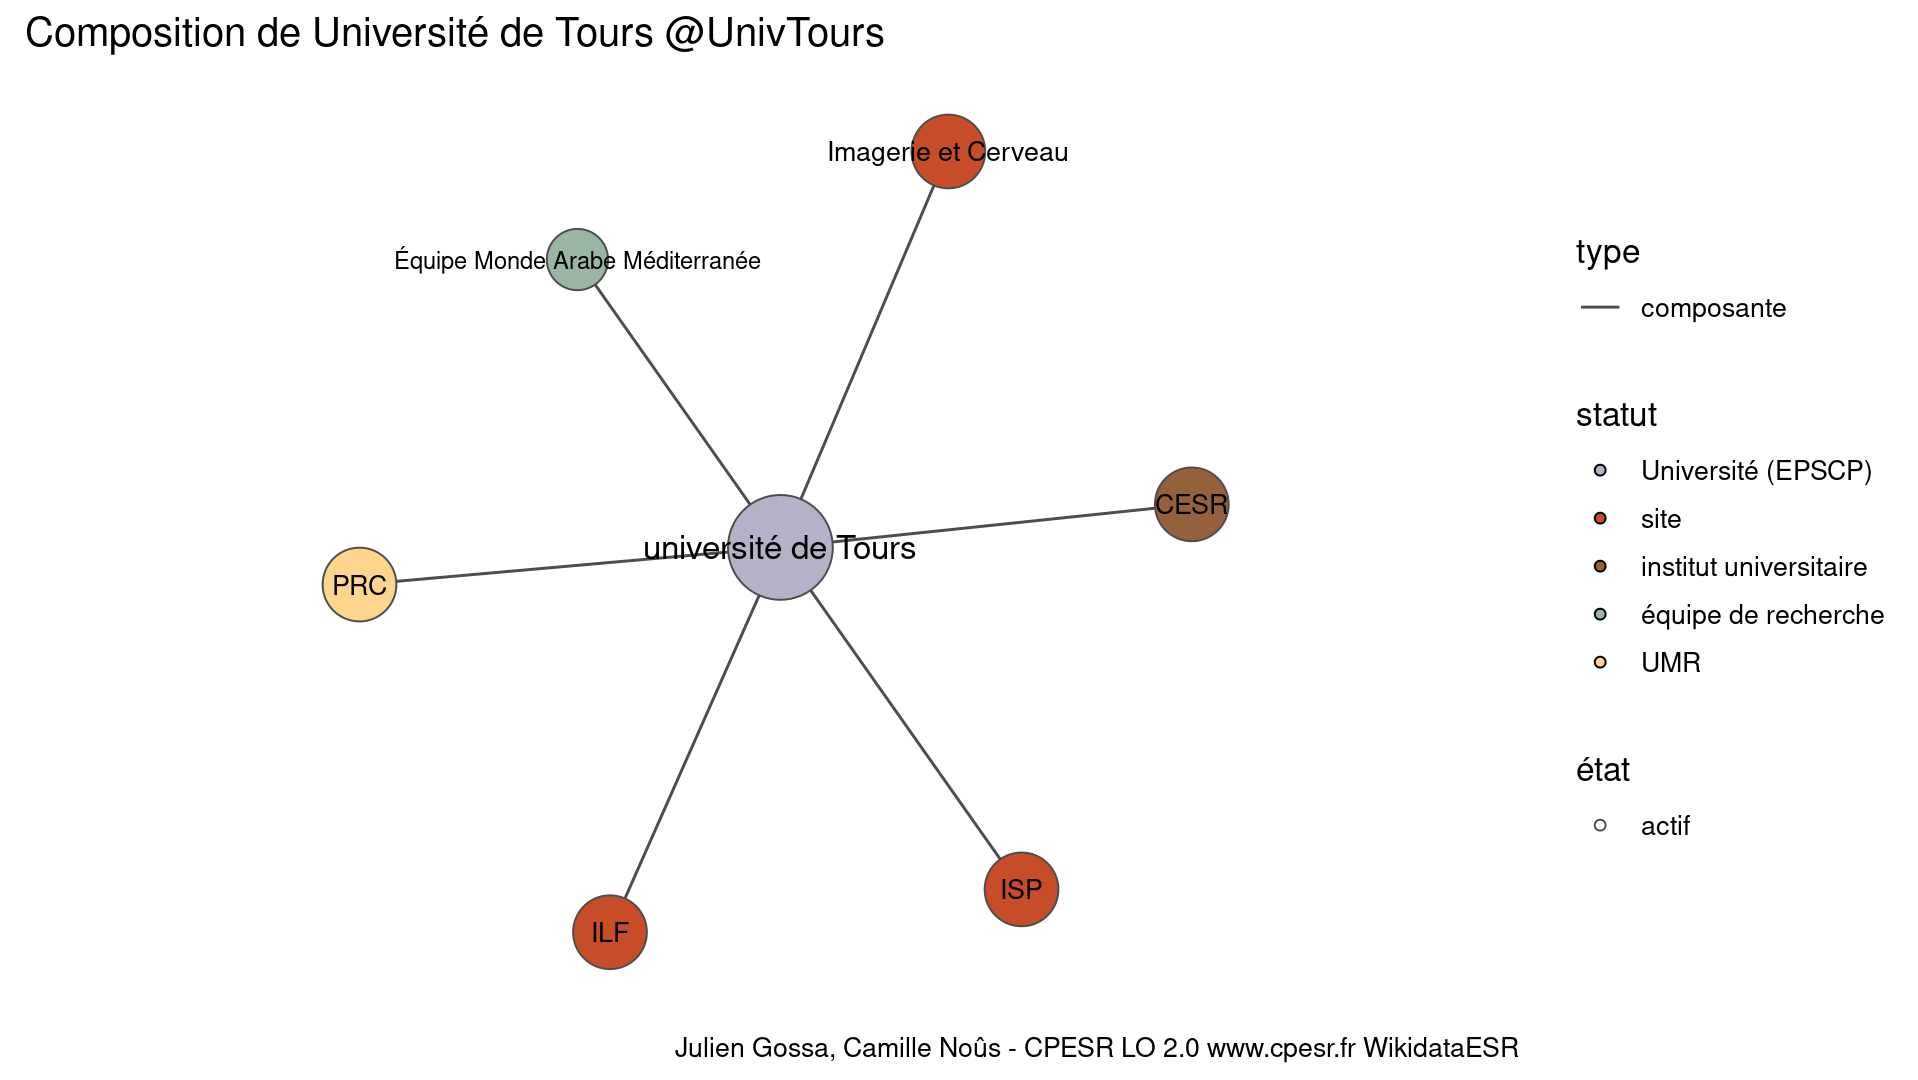 Composition de Université de Tours @UnivTours
Imagerie et Cerveau
Équipe Monde Arabe Méditerranée
CESR
université de Tours
PRC
ISP
ILF
type
composante
statut
Université (EPSCP)
site
institut universitaire
équipe de recherche
UMR
état
actif
Julien Gossa, Camille Noûs - CPESR LO 2.0 www.cpesr.fr WikidataESR